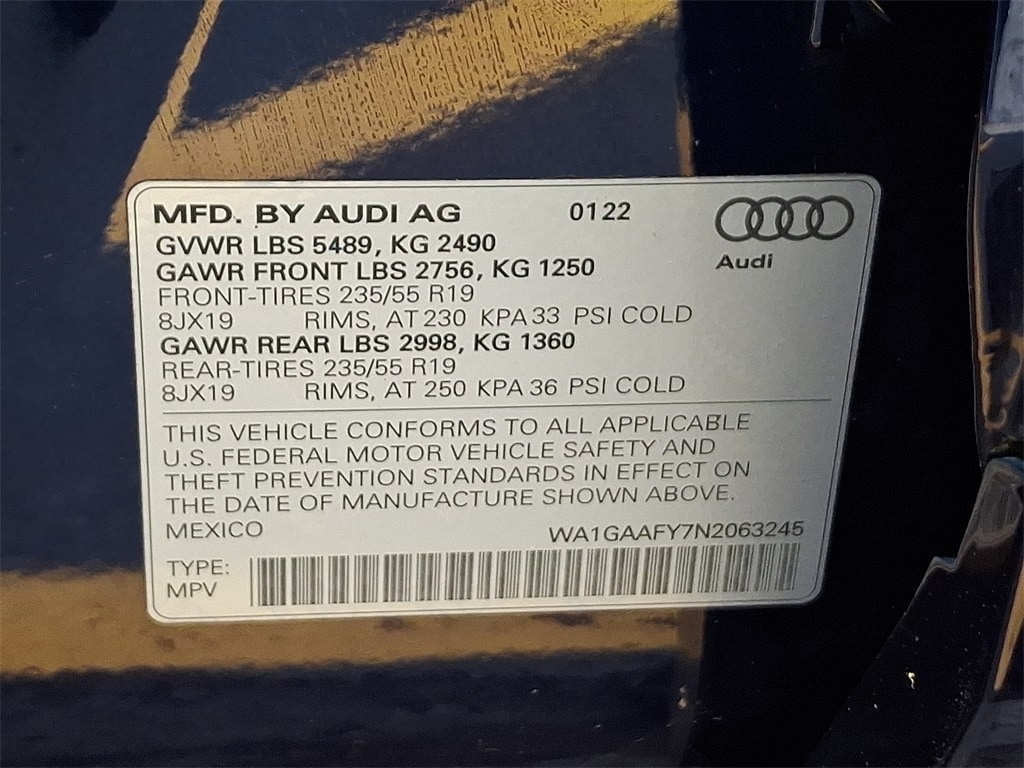 MFD. BY AUDI AG 0122
GVWR LBS 5489, KG 2490
Audi
GAWR FRONT LBS 2756, KG 1250
FRONT-TIRES 235/55 R19
8JX19 RIMS, AT 230 KPA 33 PSI COLD
GAWR REAR LBS 2998, KG 1360
REAR-TIRES 235/55 R19
8JX19 RIMS, AT 250 KPA 36 PSI COLD
THIS VEHICLE CONFORMS TO ALL APPLICABLE
U.S. FEDERAL MOTOR VEHICLE SAFETY AND
THEFT PREVENTION STANDARDS IN EFFECT ON
THE DATE OF MANUFACTURE SHOWN ABOVE.
MEXICO WA1GAAFY7N2063245
TYPE:
MPV